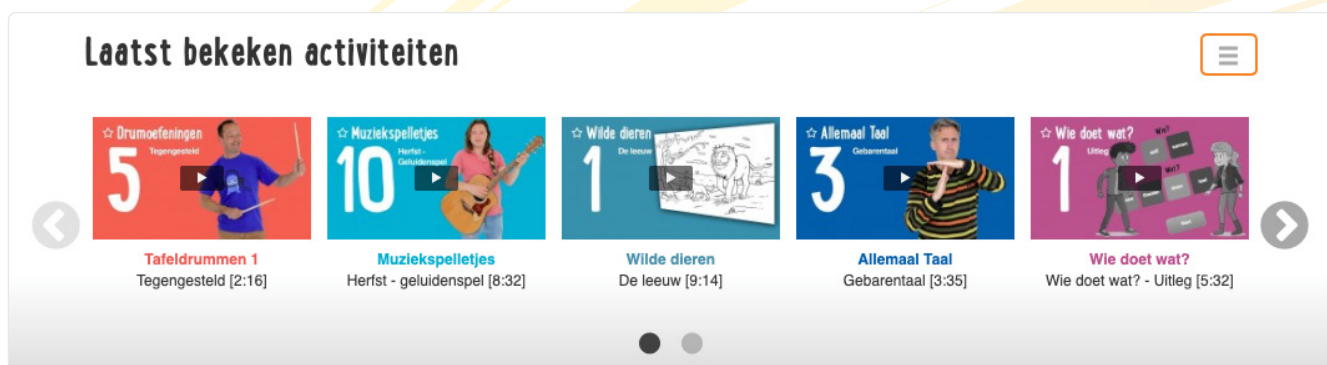 Laatst bekeken activiteiten
Drumoefeningen
5
Tegengesteld
Muziekspelletjes
10
Herfst -
Geluidenspel
Wilde dieren
1
De leeuw
Allemaal Taal
3
Gebarentaal
Wie doet wat?
1
Uitleg
Wie?
Wat?
Tafeldrummen 1
Tegengesteld [2:16]
Muziekspelletjes
Herfst - geluidenspel [8:32]
Wilde dieren
De leeuw [9:14]
Allemaal Taal
Gebarentaal [3:35]
Wie doet wat?
Wie doet wat? - Uitleg [5:32]